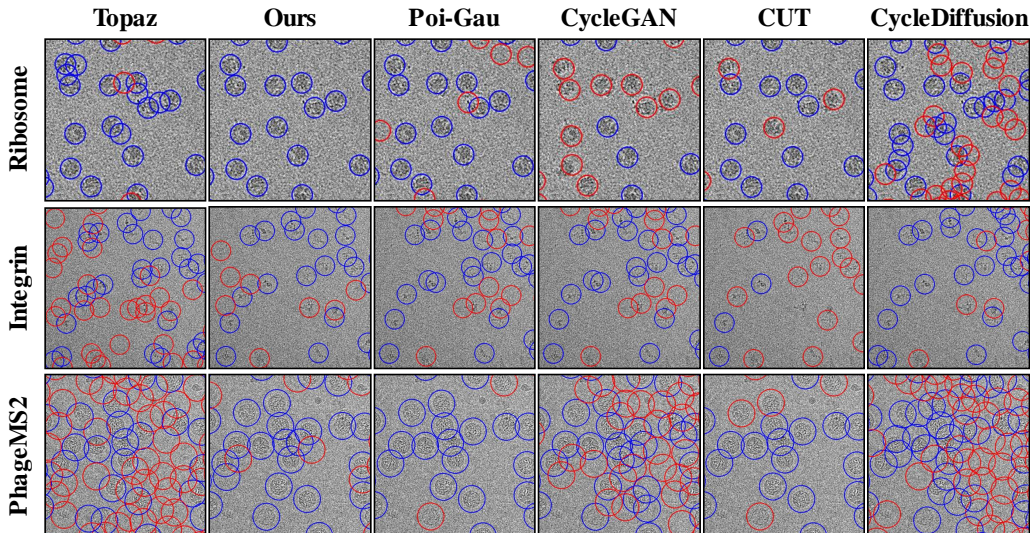 Topaz Ours Poi-Gau CycleGAN CUT CycleDiffusion
Ribosome
Integrin
PhageMS2